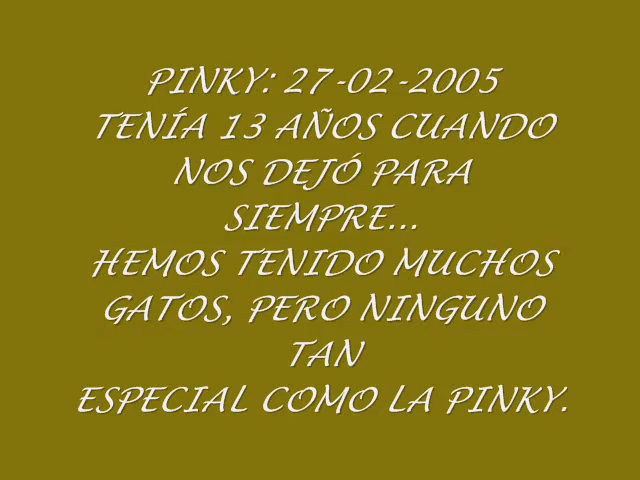 PINKY: 27-02-2005
TENÍA 13 AÑOS CUANDO
NOS DEJÓ PARA
SIEMPRE...
HEMOS TENIDO MUCHOS
GATOS, PERO NINGUNO
TAN
ESPECIAL COMO LA PINKY.